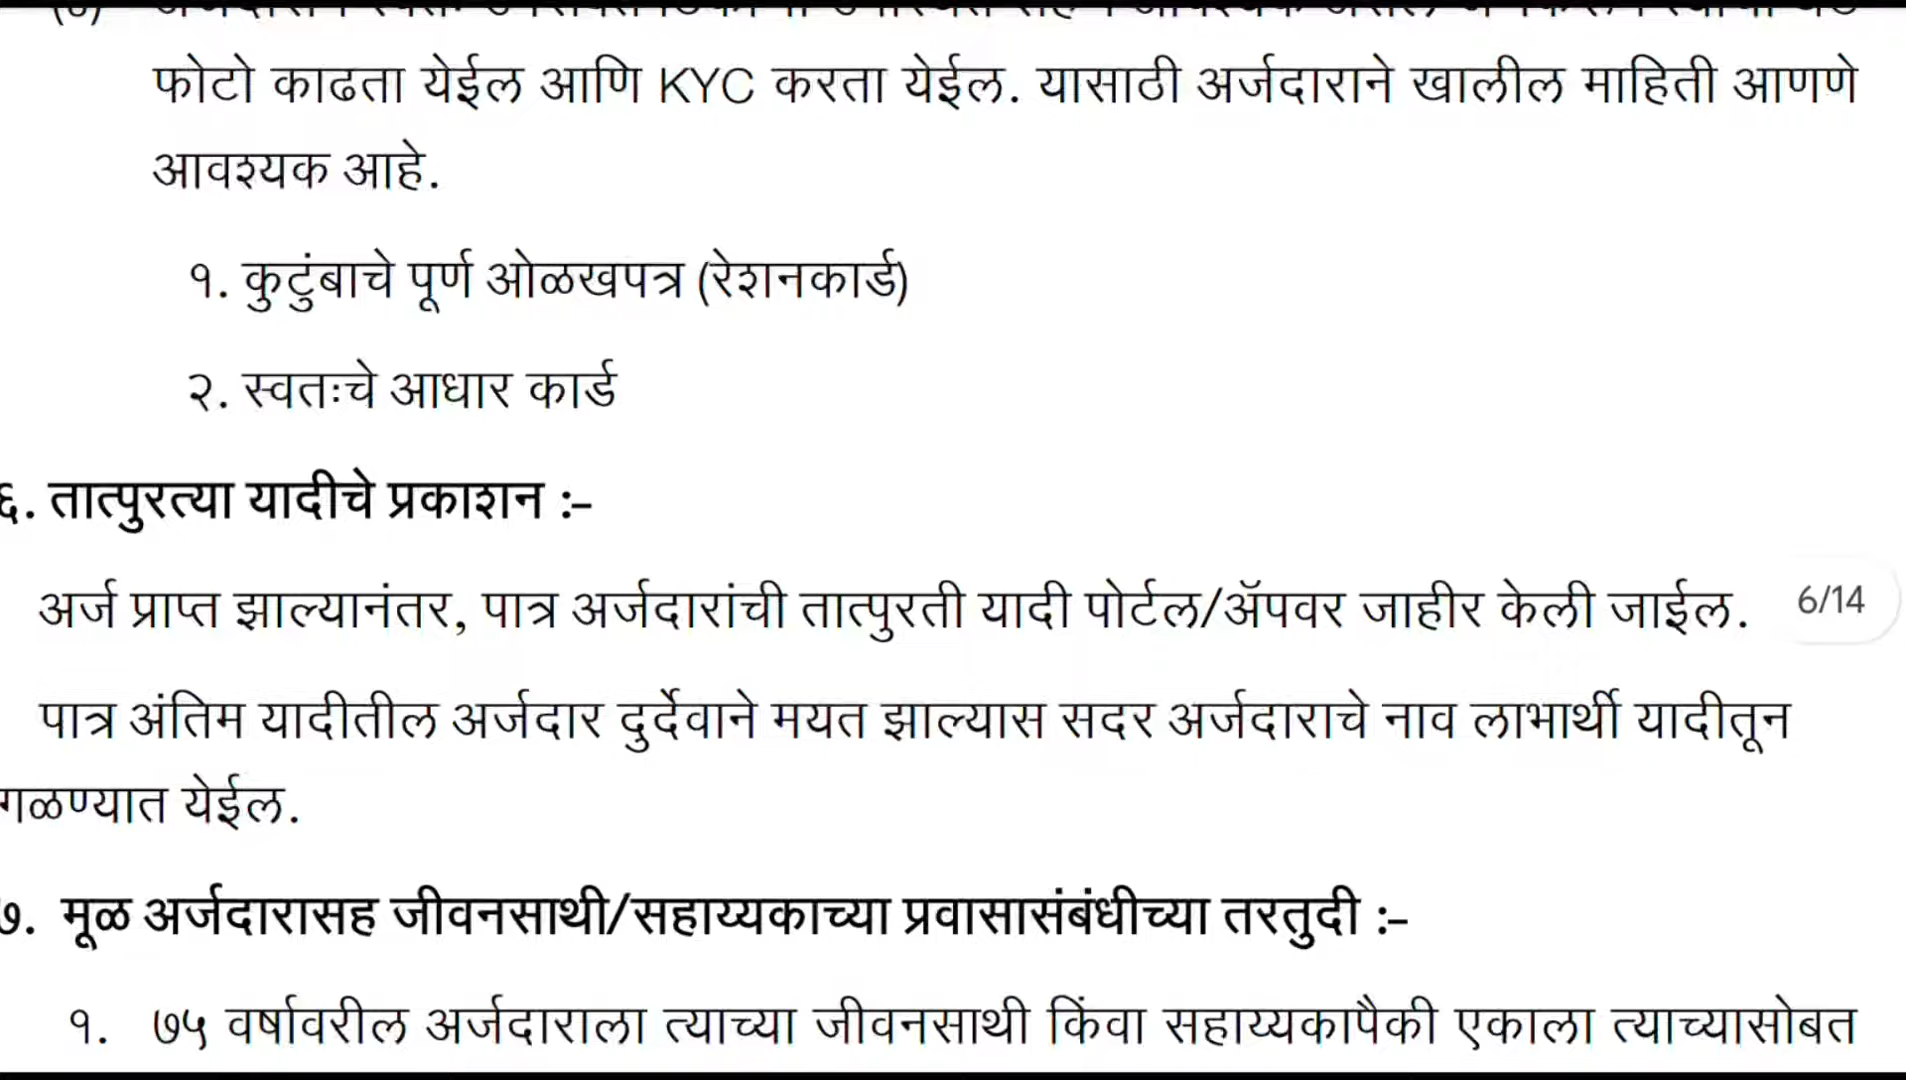 फोटो काढता येईल आणि KYC करता येईल. यासाठी अर्जदाराने खालील माहिती आणणे
आवश्यक आहे.
१. कुटुंबाचे पूर्ण ओळखपत्र (रेशनकार्ड)
२. स्वतःचे आधार कार्ड
६. तात्पुरत्या यादीचे प्रकाशन :–
अर्ज प्राप्त झाल्यानंतर, पात्र अर्जदारांची तात्पुरती यादी पोर्टल/ॲपवर जाहीर केली जाईल. 6/14
पात्र अंतिम यादीतील अर्जदार दुर्देवाने मयत झाल्यास सदर अर्जदाराचे नाव लाभार्थी यादीतून
गळण्यात येईल.
७. मूळ अर्जदारासह जीवनसाथी/सहाय्यकाच्या प्रवासासंबंधीच्या तरतुदी :–
१. ७५ वर्षावरील अर्जदाराला त्याच्या जीवनसाथी किंवा सहाय्यकापैकी एकाला त्याच्यासोबत